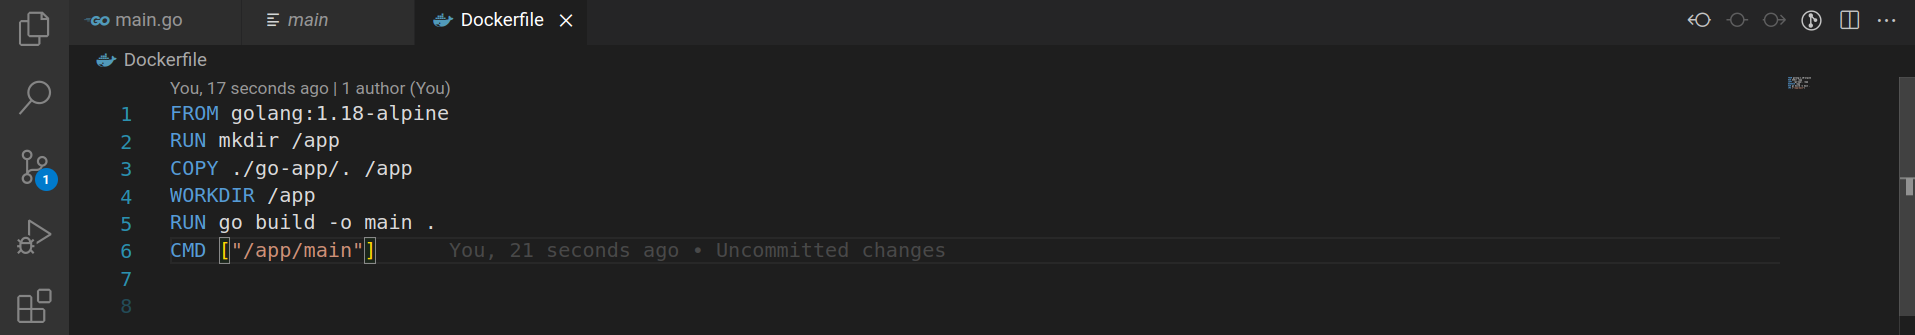 GO main.go main Dockerfile
Dockerfile
You, 17 seconds ago | 1 author (You)
1 FROM golang:1.18-alpine
2 RUN mkdir /app
3 COPY ./go-app/. /app
4 WORKDIR /app
5 RUN go build -o main .
6 CMD ["/app/main"] You, 21 seconds ago • Uncommitted changes
7
8
1